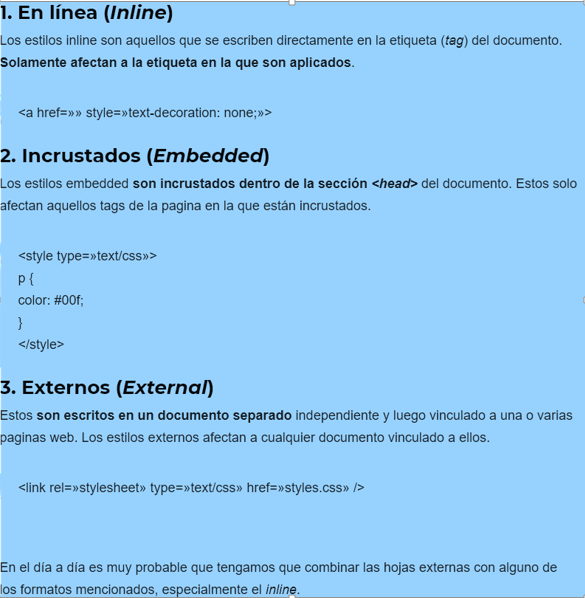 1. En línea (Inline)
Los estilos inline son aquellos que se escriben directamente en la etiqueta (tag) del documento.
Solamente afectan a la etiqueta en la que son aplicados.
<a href=»» style=»text-decoration: none;»>
2. Incrustados (Embedded)
Los estilos embedded son incrustados dentro de la sección <head> del documento. Estos solo
afectan aquellos tags de la pagina en la que están incrustados.
<style type=»text/css»>
p {
color: #00f;
}
</style>
3. Externos (External)
Estos son escritos en un documento separado independiente y luego vinculado a una o varias
paginas web. Los estilos externos afectan a cualquier documento vinculado a ellos.
<link rel=»stylesheet» type=»text/css» href=»styles.css» />
En el día a día es muy probable que tengamos que combinar las hojas externas con alguno de
los formatos mencionados, especialmente el inline.